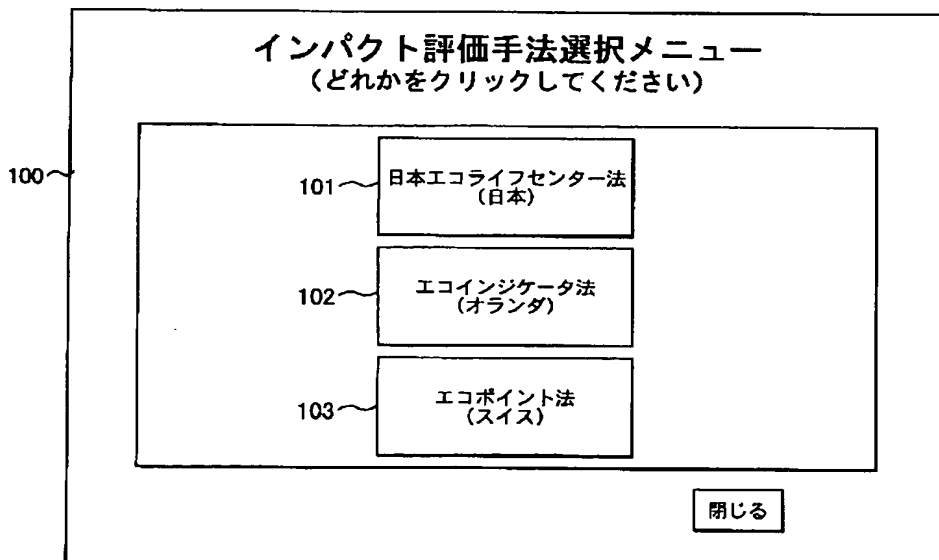 インパクト評価手法選択メニュー
（どれかをクリックしてください）
100
101
日本エコライフセンター法
（日本）
102
エコインジケータ法
（オランダ）
103
エコポイント法
（スイス）
閉じる